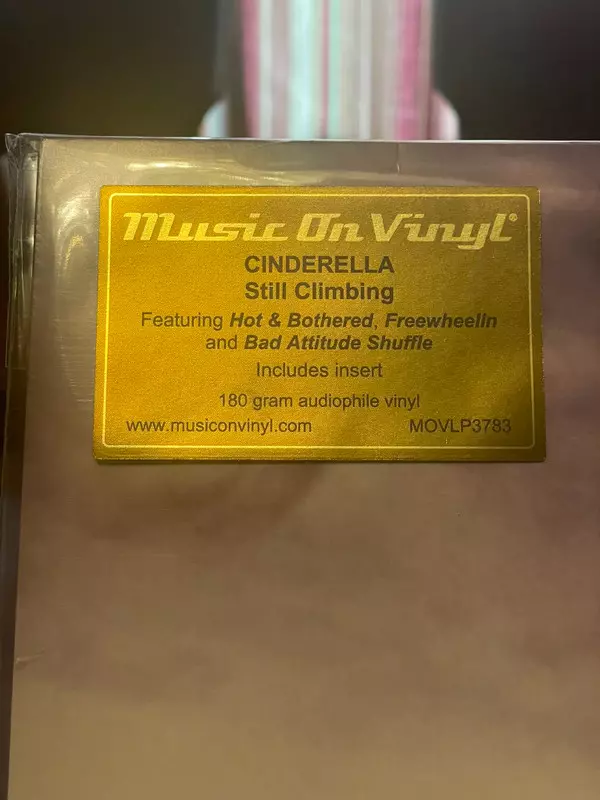 Music On Vinyl®
CINDERELLA
Still Climbing
Featuring Hot & Bothered, Freewheelin
and Bad Attitude Shuffle
Includes insert
180 gram audiophile vinyl
www.musiconvinyl.com MOVLP3783